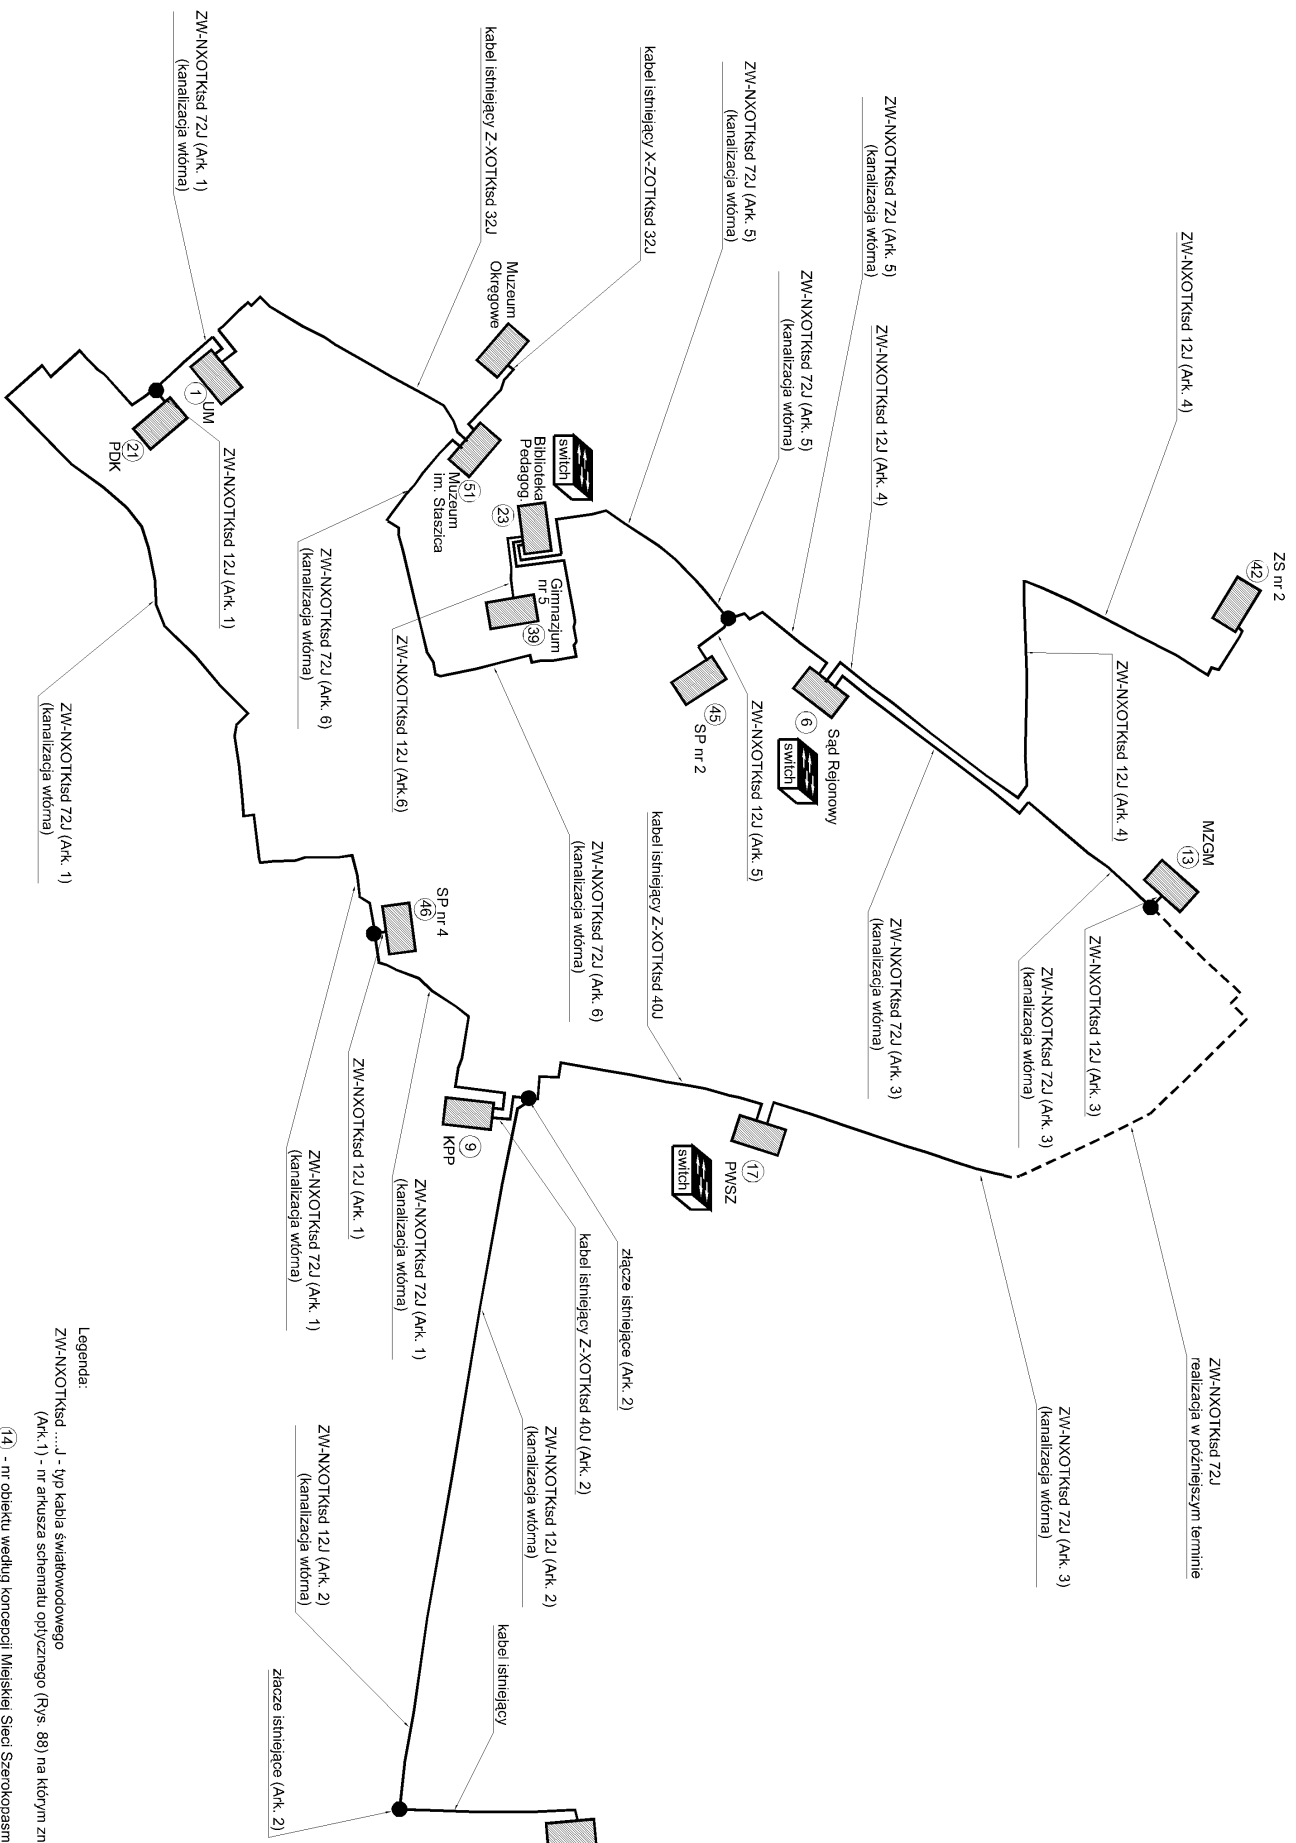 ZS nr 2
42
ZW-NXOTKtsd 12J (Ark. 4)
ZW-NXOTKtsd 12J (Ark. 4)
MZGM
13
ZW-NXOTKtsd 12J (Ark. 3)
ZW-NXOTKtsd 72J (Ark. 3)
(kanalizacja wtórna)
ZW-NXOTKtsd 72J
realizacja w późniejszym terminie
ZW-NXOTKtsd 72J (Ark. 3)
(kanalizacja wtórna)
ZW-NXOTKtsd 72J (Ark. 5)
(kanalizacja wtórna)
ZW-NXOTKtsd 12J (Ark. 4)
ZW-NXOTKtsd 72J (Ark. 3)
(kanalizacja wtórna)
Sąd Rejonowy
6
switch
ZW-NXOTKtsd 72J (Ark. 5)
(kanalizacja wtórna)
ZW-NXOTKtsd 72J (Ark. 5)
(kanalizacja wtórna)
ZW-NXOTKtsd 12J (Ark. 5)
45
SP nr 2
17
PWSZ
switch
kabel istniejący X-ZOTKtsd 32J
kabel istniejący Z-XOTKtsd 40J
złącze istniejące (Ark. 2)
kabel istniejący Z-XOTKtsd 40J (Ark. 2)
ZW-NXOTKtsd 72J (Ark. 6)
(kanalizacja wtórna)
switch
Biblioteka
Pedagog.
23
Gimnazjum
nr 5
39
Muzeum
Okręgowe
kabel istniejący Z-XOTKtsd 32J
51
Muzeum
im. Staszica
ZW-NXOTKtsd 12J (Ark.6)
ZW-NXOTKtsd 12J (Ark. 2)
(kanalizacja wtórna)
kabel istniejący
9
KPP
SP nr 4
46
ZW-NXOTKtsd 72J (Ark. 1)
(kanalizacja wtórna)
ZW-NXOTKtsd 12J (Ark. 1)
ZW-NXOTKtsd 72J (Ark. 6)
(kanalizacja wtórna)
ZW-NXOTKtsd 72J (Ark. 1)
(kanalizacja wtórna)
ZW-NXOTKtsd 12J (Ark. 2)
(kanalizacja wtórna)
złącze istniejące (Ark. 2)
ZW-NXOTKtsd 72J (Ark. 1)
(kanalizacja wtórna)
UM
1
ZW-NXOTKtsd 12J (Ark. 1)
21
PDK
ZW-NXOTKtsd 72J (Ark. 1)
(kanalizacja wtórna)
Legenda:
ZW-NXOTKtsd ....J - typ kabla światłowodowego
(Ark.1) - nr arkusza schematu optycznego (Rys. 88) na którym
14 - nr obiektu według koncepcji Miejskiej Sieci